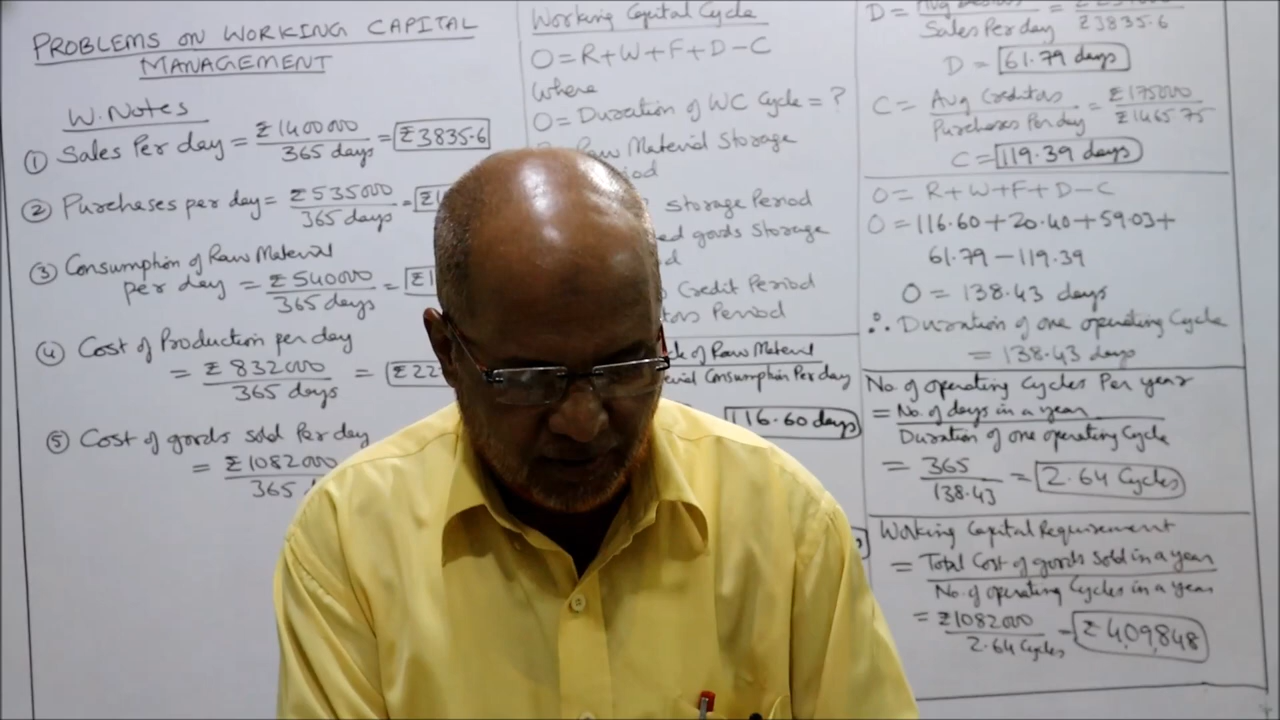 PROBLEMS ON WORKING CAPITAL
MANAGEMENT
W. Notes
① Sales Per day = ₹1400000 / 365 days = ₹3835.6
② Purchases per day = ₹535000 / 365 days = ₹1
③ Consumption of Raw Material
per day = ₹540000 / 365 days = ₹1
④ Cost of Production per day
= ₹832000 / 365 days = ₹22
⑤ Cost of goods sold Per day
= ₹1082000 / 365
Working Capital Cycle
O = R+W+F+D-C
where
O = Duration of WC Cycle = ?
Raw Material Storage
storage Period
goods Storage
Credit Period
Period
of Raw Material
Consumption Per day
116.60 days
D = / Sales Per day = / ₹3835.6
D = 61.79 days
C = Avg Creditors / Purchases Per day = ₹175000 / ₹1465.75
C = 119.39 days
O = R+W+F+D-C
O = 116.60+20.40+59.03+
61.79-119.39
O = 138.43 days
∴ Duration of one operating Cycle
= 138.43 days
No. of operating Cycles Per year
= No. of days in a year
Duration of one operating Cycle
= 365 / 138.43 = 2.64 Cycles
Working Capital Requirement
= Total Cost of goods sold in a year
No. of operating Cycles in a year
= ₹1082000 / 2.64 Cycles = ₹4,09,848